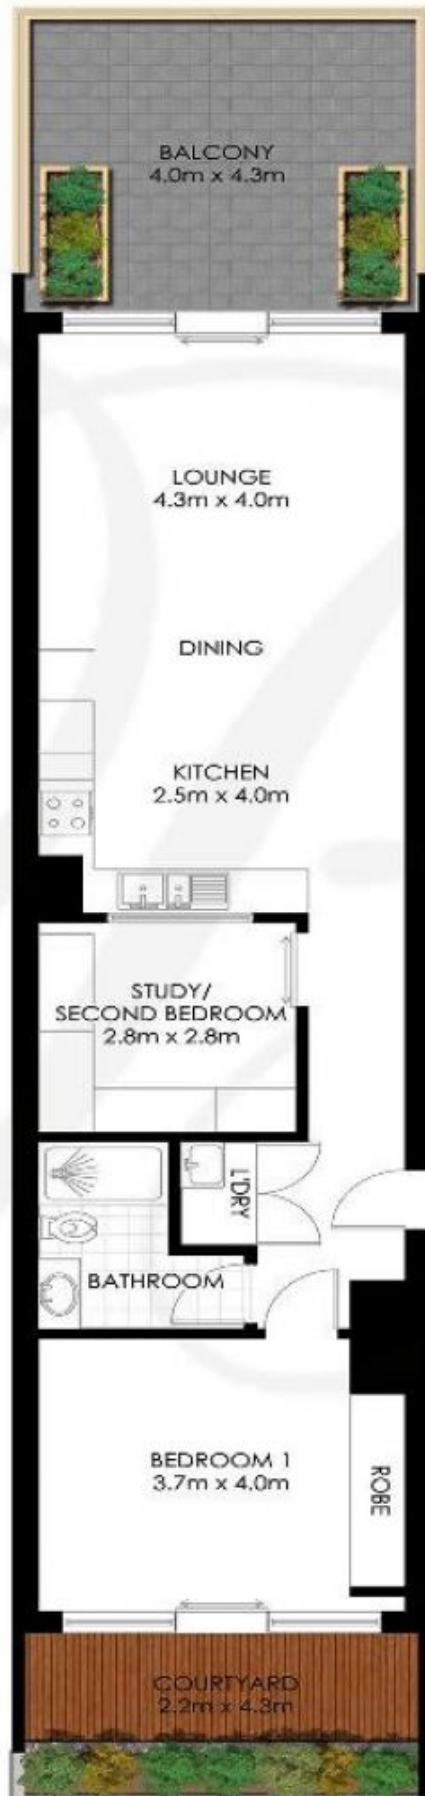 BALCONY
4.0m x 4.3m
LOUNGE
4.3m x 4.0m
DINING
KITCHEN
2.5m x 4.0m
STUDY/
SECOND BEDROOM
2.8m x 2.8m
L'DRY
BATHROOM
BEDROOM 1
3.7m x 4.0m
ROBE
COURTYARD
2.2m x 4.3m